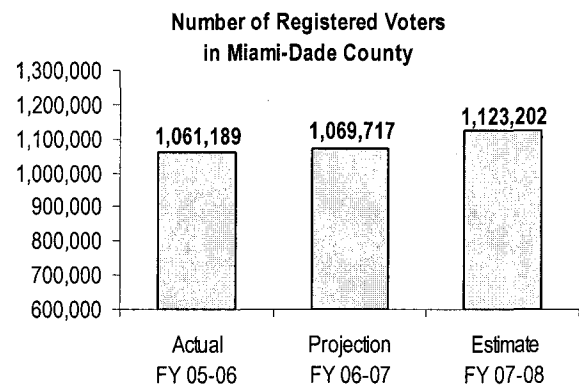 Number of Registered Voters
in Miami-Dade County
1,300,000
1,200,000
1,100,000
1,000,000
900,000
800,000
700,000
600,000
1,061,189
1,069,717
1,123,202
Actual
FY 05-06
Projection
FY 06-07
Estimate
FY 07-08